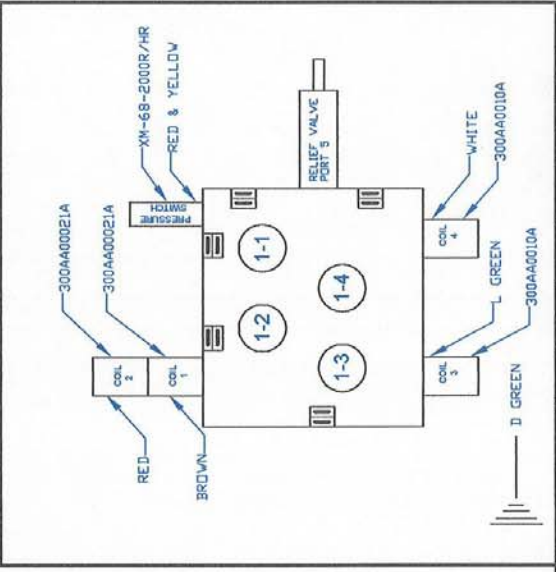 XM-68-2000R/HR
RED & YELLOW
300AA00021A
300AA00021A
PRESSURE
SWITCH
RELIEF VALVE
PORT 5
COIL
2
COIL
1
RED
BROWN
1-1
1-2
1-4
1-3
WHITE
300AA0010A
COIL
4
L GREEN
300AA0010A
COIL
3
D GREEN